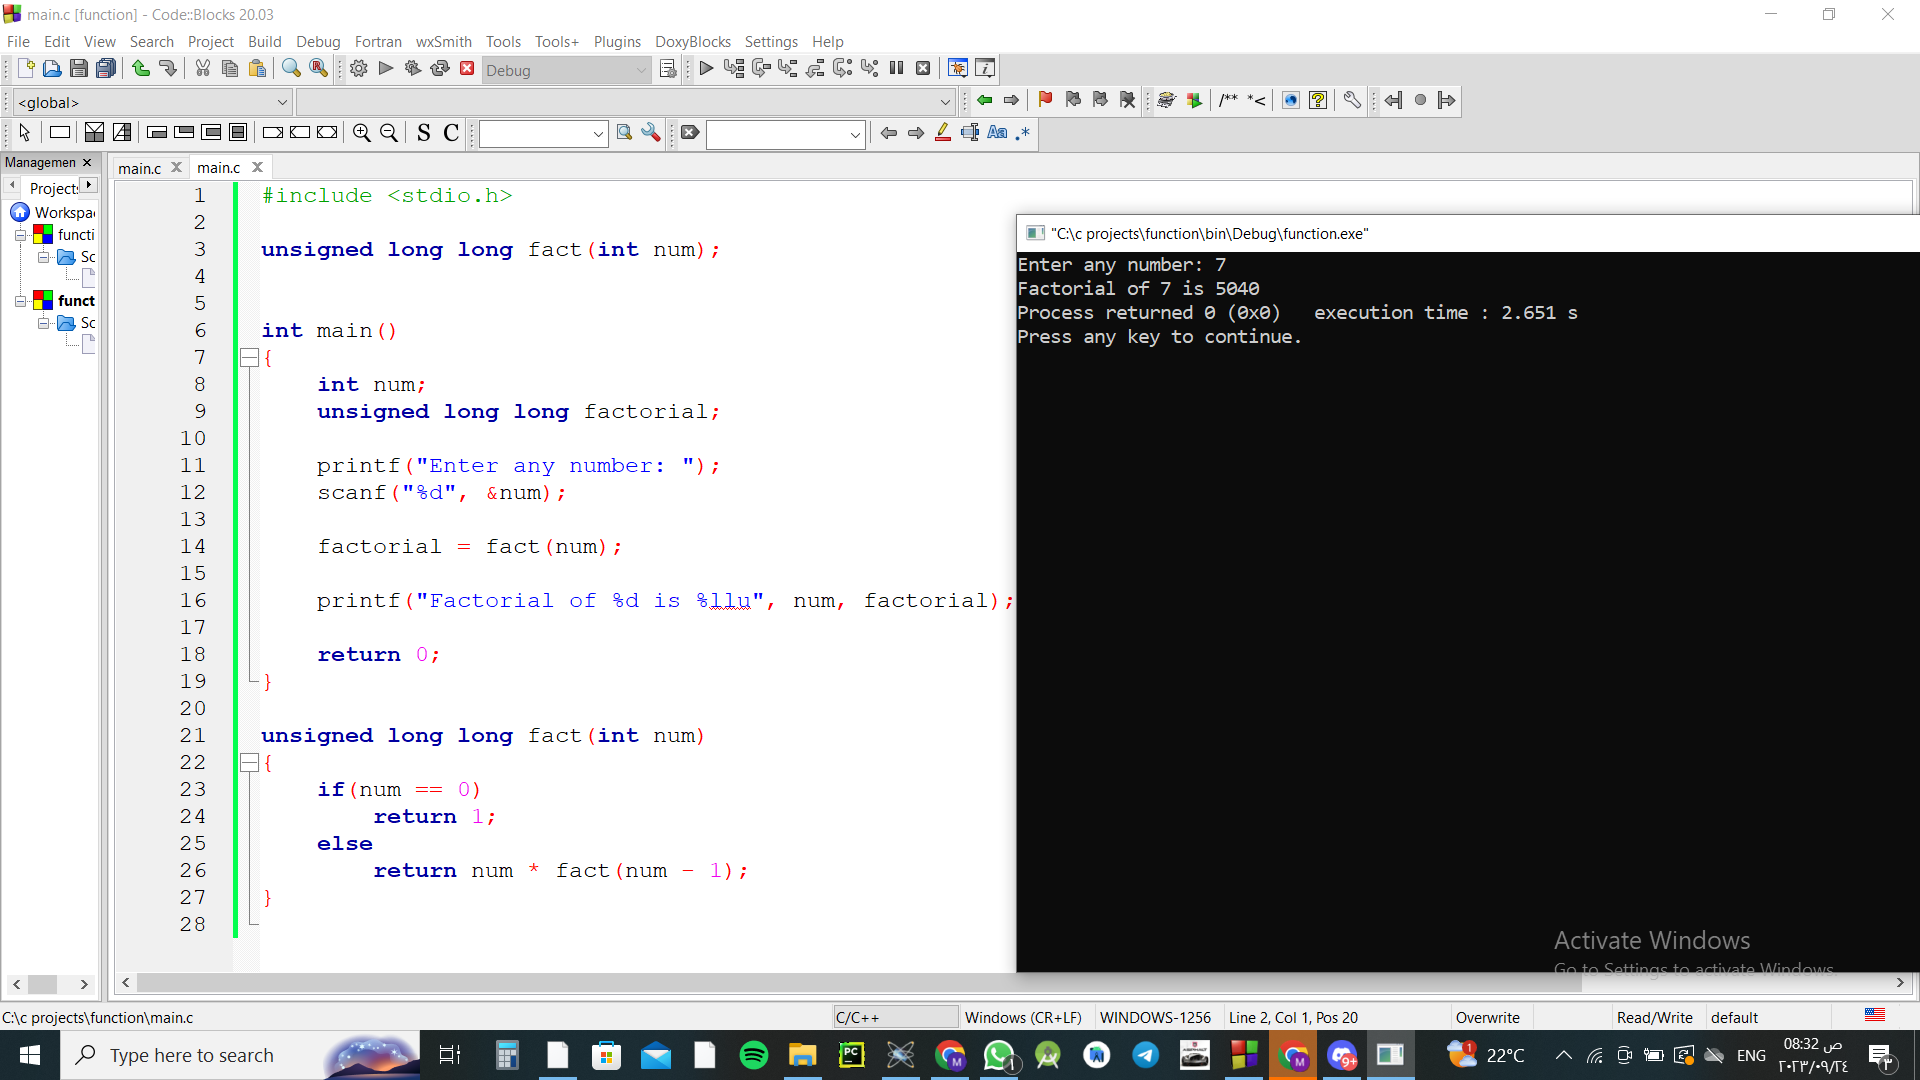 main.c [function] - Code::Blocks 20.03
File Edit View Search Project Build Debug Fortran wxSmith Tools Tools+ Plugins DoxyBlocks Settings Help
Debug
<global>
/** *<
S C
Aa .*
Managemen
main.c
main.c
Projects
Workspa
functi
Sc
funct
Sc
1 #include <stdio.h>
2
3 unsigned long long fact(int num);
4
5
6 int main()
7 {
8 int num;
9 unsigned long long factorial;
10
11 printf("Enter any number: ");
12 scanf("%d", &num);
13
14 factorial = fact(num);
15
16 printf("Factorial of %d is %llu", num, factorial);
17
18 return 0;
19 }
20
21 unsigned long long fact(int num)
22 {
23 if(num == 0)
24 return 1;
25 else
26 return num * fact(num - 1);
27 }
28
"C:\c projects\function\bin\Debug\function.exe"
Enter any number: 7
Factorial of 7 is 5040
Process returned 0 (0x0)   execution time : 2.651 s
Press any key to continue.
Activate Windows
Go to Settings to activate Windows.
C:\c projects\function\main.c
C/C++
Windows (CR+LF)
WINDOWS-1256
Line 2, Col 1, Pos 20
Overwrite
Read/Write
default
Type here to search
PC
M
1
M
9+
1
22°C
ENG
08:32 ص
٢٠٢٣/٠٩/٢٤
٣